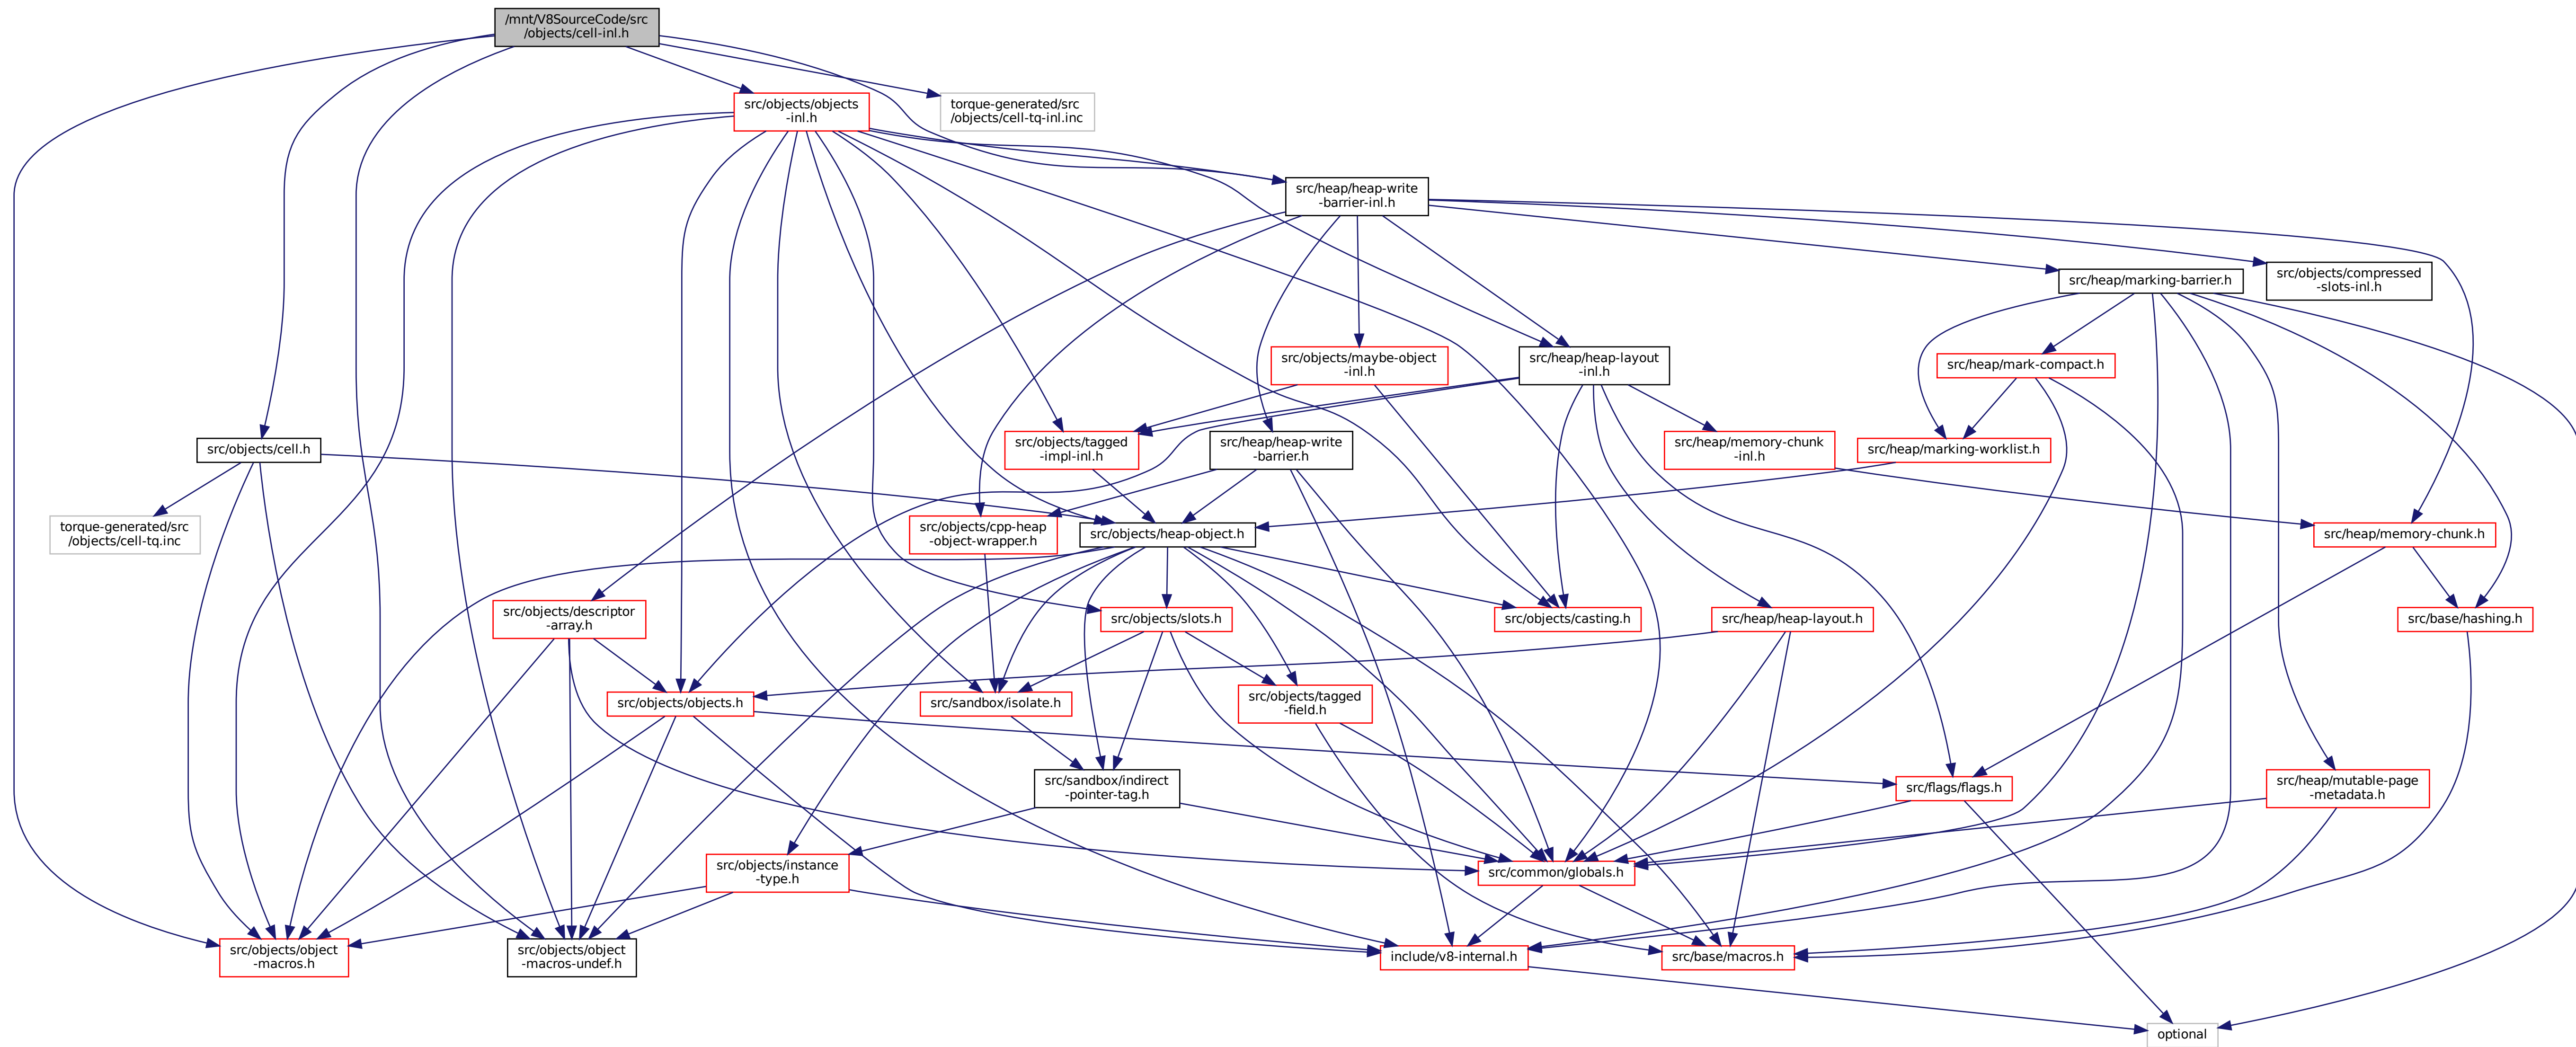 /mnt/V8SourceCode/src
/objects/cell-inl.h
src/objects/objects
-inl.h
torque-generated/src
/objects/cell-tq-inl.inc
src/heap/heap-write
-barrier-inl.h
src/heap/marking-barrier.h
src/objects/compressed
-slots-inl.h
src/objects/maybe-object
-inl.h
src/heap/heap-layout
-inl.h
src/heap/mark-compact.h
src/objects/cell.h
src/objects/tagged
-impl-inl.h
src/heap/heap-write
-barrier.h
src/heap/memory-chunk
-inl.h
src/heap/marking-worklist.h
torque-generated/src
/objects/cell-tq.inc
src/objects/cpp-heap
-object-wrapper.h
src/objects/heap-object.h
src/heap/memory-chunk.h
src/objects/descriptor
-array.h
src/objects/slots.h
src/objects/casting.h
src/heap/heap-layout.h
src/base/hashing.h
src/objects/objects.h
src/sandbox/isolate.h
src/objects/tagged
-field.h
src/sandbox/indirect
-pointer-tag.h
src/flags/flags.h
src/heap/mutable-page
-metadata.h
src/objects/instance
-type.h
src/common/globals.h
src/objects/object
-macros.h
src/objects/object
-macros-undef.h
include/v8-internal.h
src/base/macros.h
optional